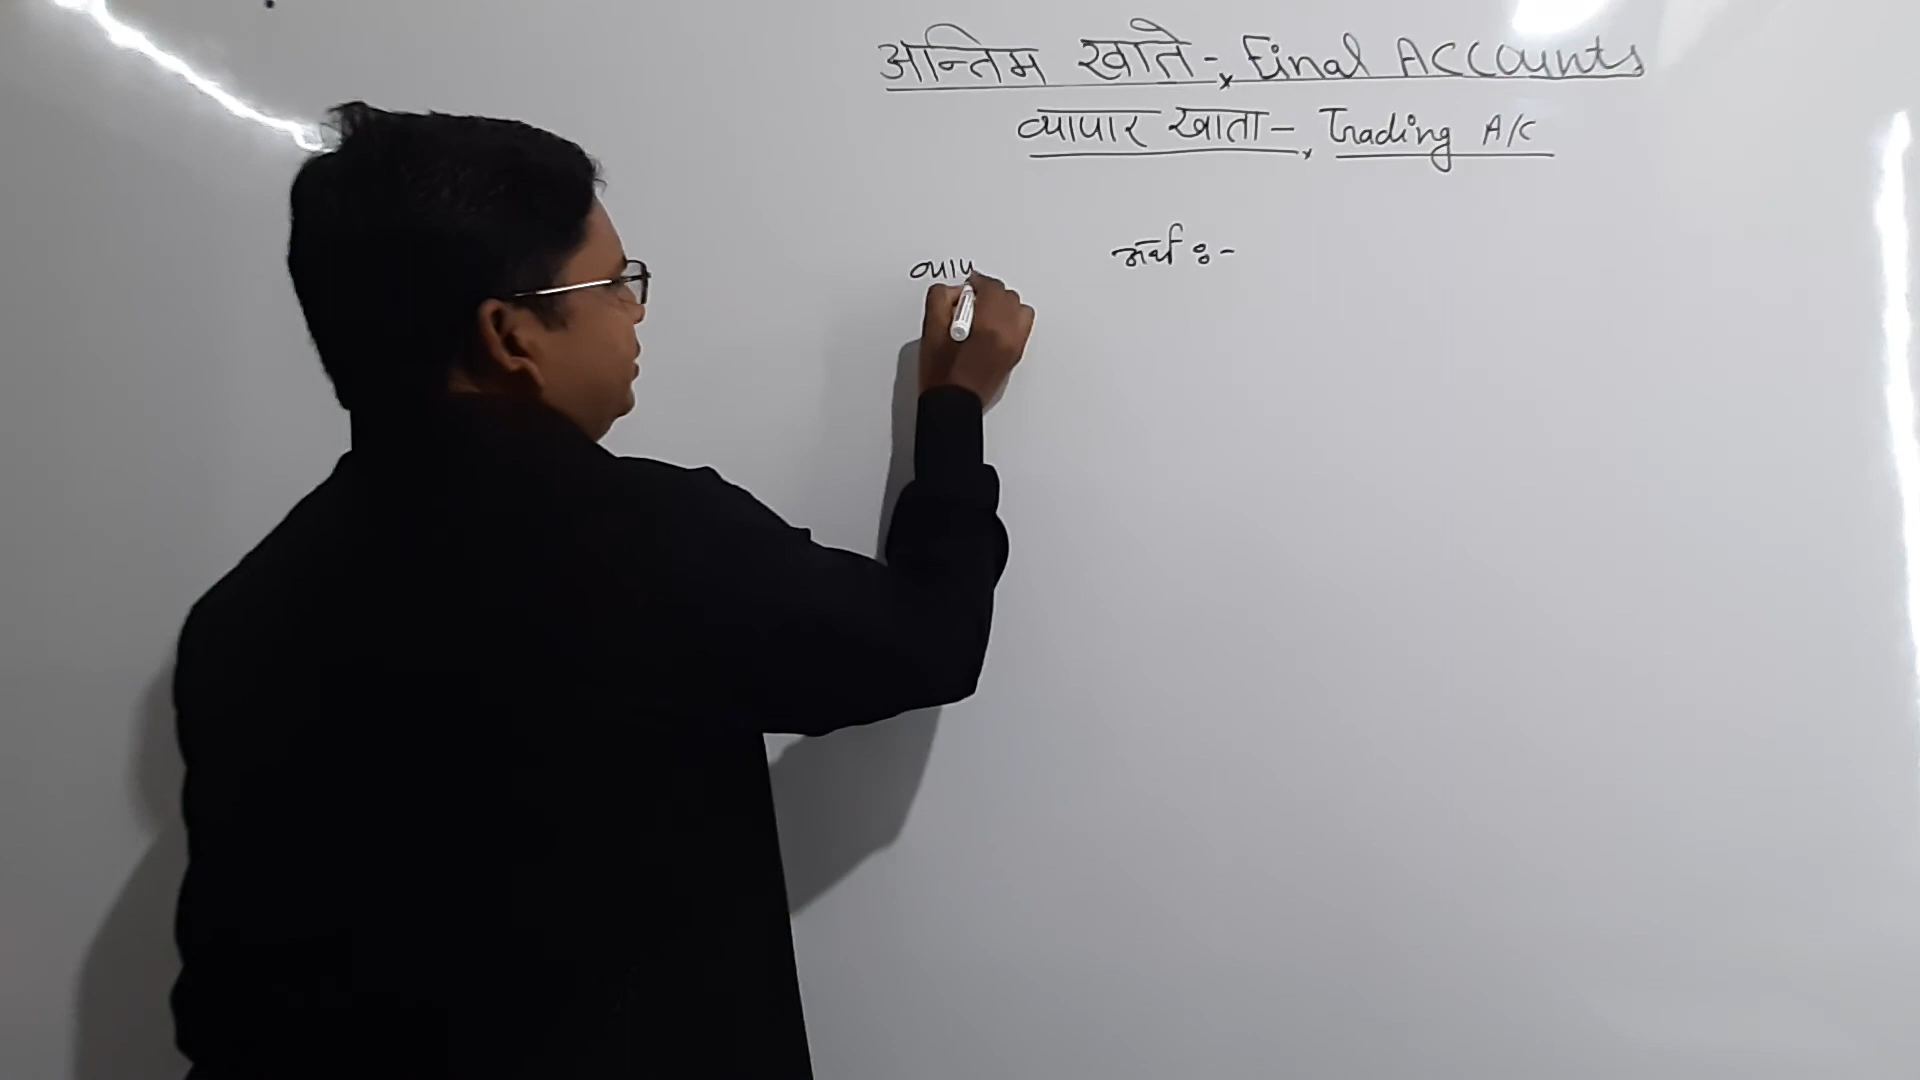 अन्तिम खाते -, Final Accounts
व्यापार खाता -, Trading A/C
अर्थ :-
व्याप